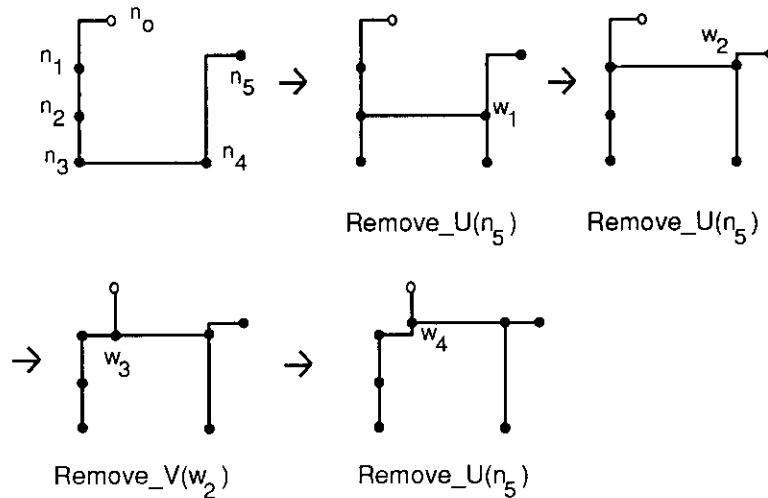 n₀
n₁
n₂
n₃
n₄
n₅
w₁
w₂
Remove_U(n₅)
Remove_U(n₅)
w₃
w₄
Remove_V(w₂)
Remove_U(n₅)